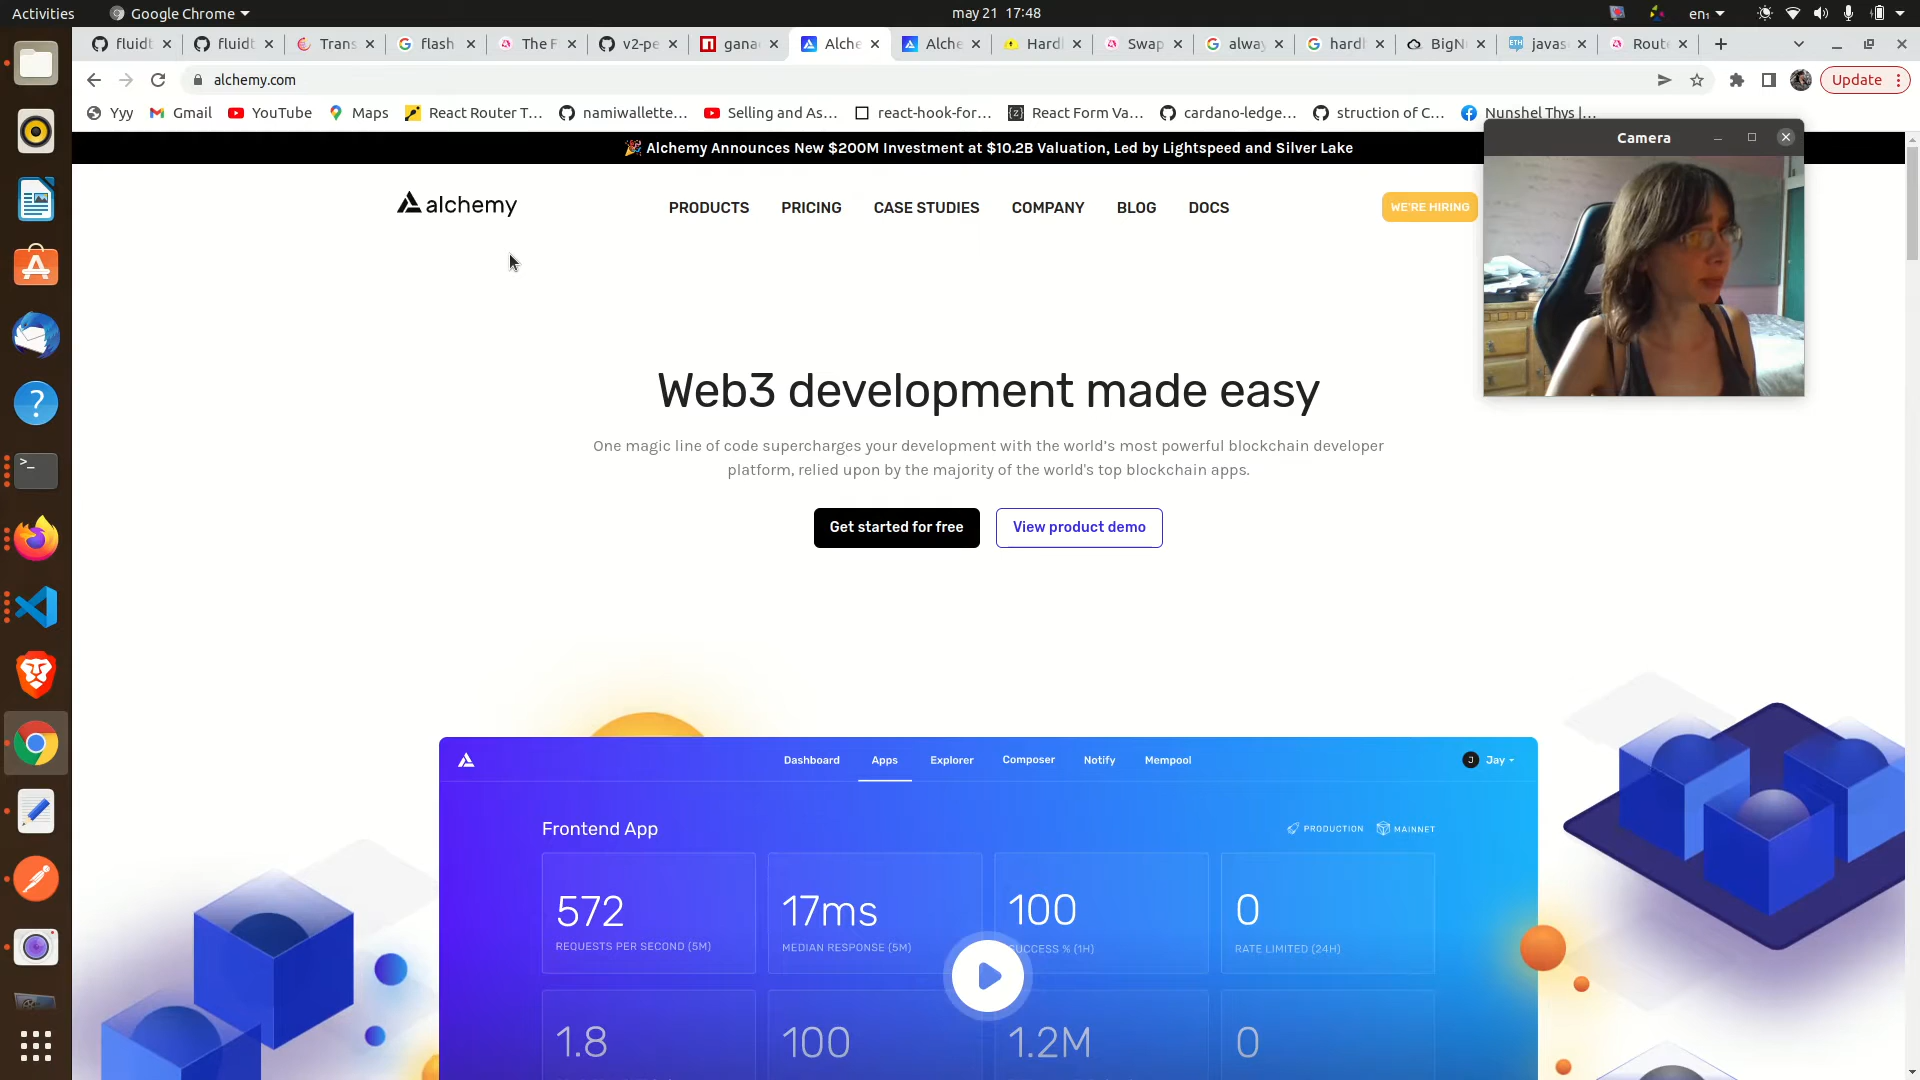 Activities
Google Chrome
may 21 17:48
en₁
fluidt
fluidt
Trans
flash
The F
v2-pe
gana
Alche
Alche
Hard
Swap
alway
hard
BigN
javas
Route
alchemy.com
Update
Yyy
Gmail
YouTube
Maps
React Router T…
namiwallette…
Selling and As…
react-hook-for…
React Form Va…
cardano-ledge…
struction of C…
Nunshel Thys |…
🎉 Alchemy Announces New $200M Investment at $10.2B Valuation, Led by Lightspeed and Silver Lake
Camera
alchemy
PRODUCTS
PRICING
CASE STUDIES
COMPANY
BLOG
DOCS
WE'RE HIRING
Web3 development made easy
One magic line of code supercharges your development with the world’s most powerful blockchain developer
platform, relied upon by the majority of the world's top blockchain apps.
Get started for free
View product demo
Dashboard
Apps
Explorer
Composer
Notify
Mempool
J
Jay
Frontend App
PRODUCTION
MAINNET
572
17ms
100
0
REQUESTS PER SECOND (5M)
MEDIAN RESPONSE (5M)
SUCCESS % (1H)
RATE LIMITED (24H)
1.8
100
1.2M
0